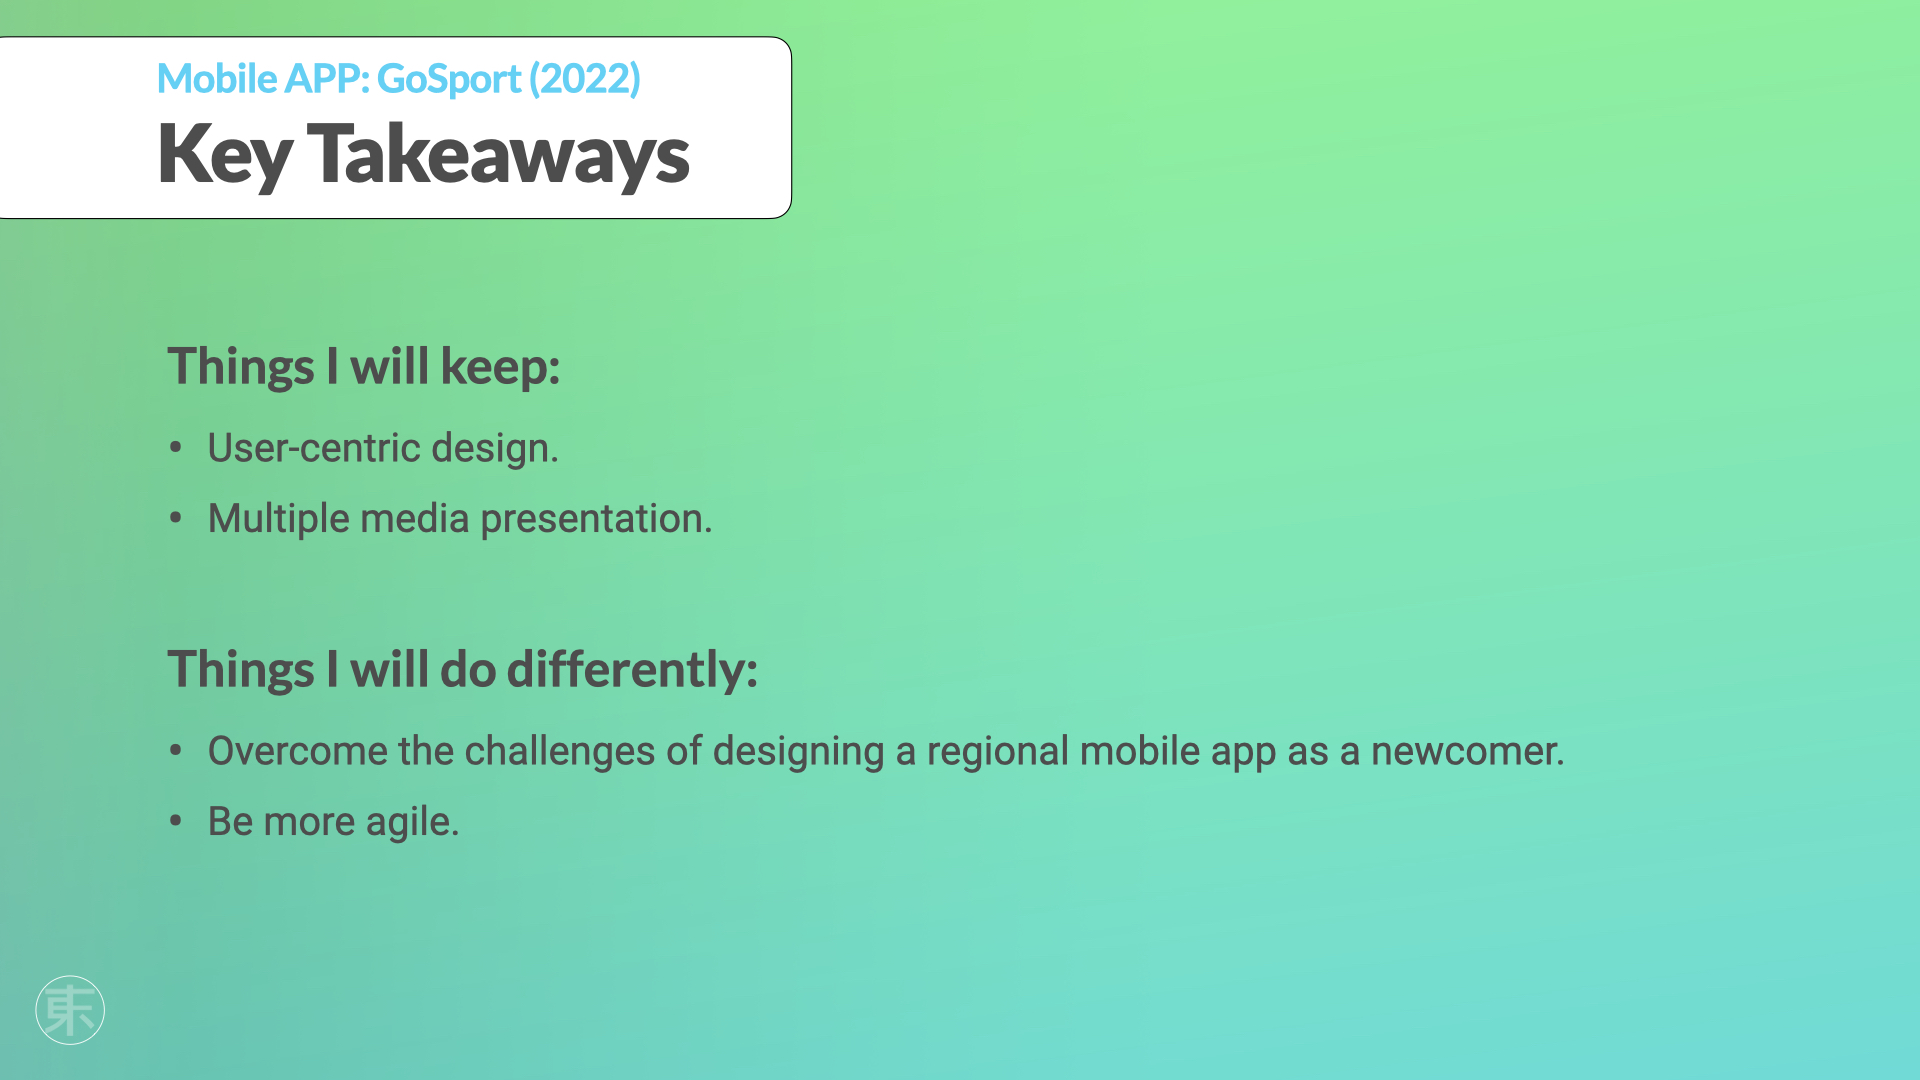 Mobile APP: GoSport (2022)
Key Takeaways
Things I will keep:
• User-centric design.
• Multiple media presentation.
Things I will do differently:
• Overcome the challenges of designing a regional mobile app as a newcomer.
• Be more agile.